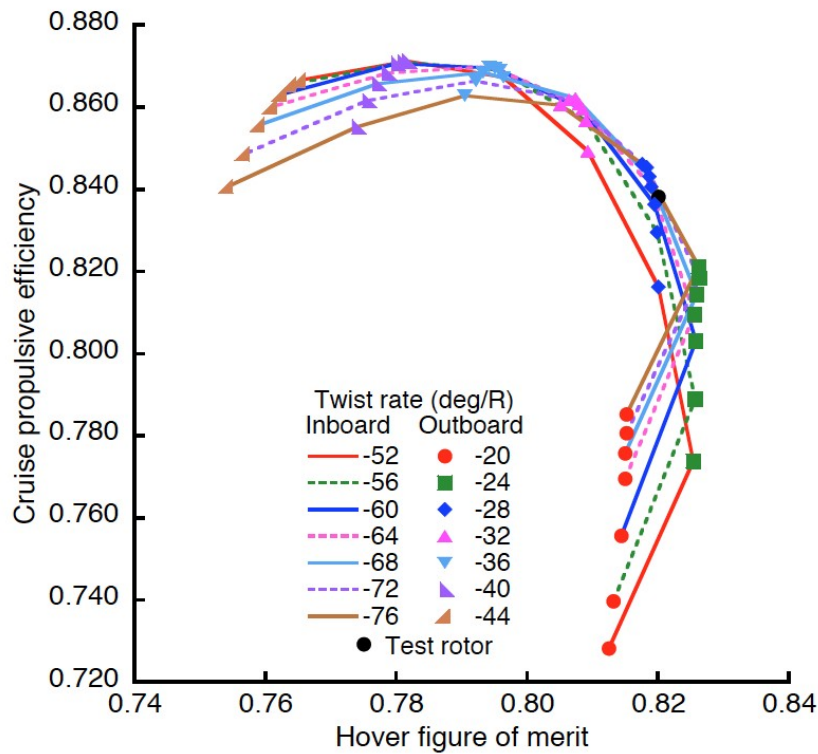 0.880
0.860
0.840
0.820
0.800
0.780
0.760
0.740
0.720
Cruise propulsive efficiency
Twist rate (deg/R)
Inboard Outboard
-52 -20
-56 -24
-60 -28
-64 -32
-68 -36
-72 -40
-76 -44
Test rotor
0.74 0.76 0.78 0.80 0.82 0.84
Hover figure of merit